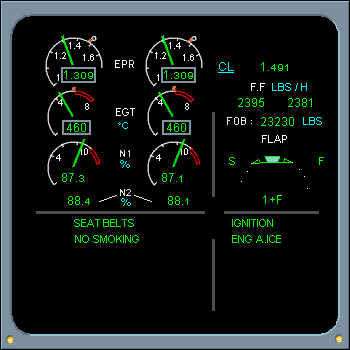 1.2 1.4 1.6 1.2 1.4 1.6
EPR
CL 1.491
1.309 1.309
F.F LBS / H
2395 2381
4 8 EGT 4 8
FOB : 23230 LBS
460 °C 460
FLAP
4 10 N1 4 10
S F
87.3 % 87.1
88.4 N2 88.1
% 1+F
SEAT BELTS IGNITION
NO SMOKING ENG A.ICE